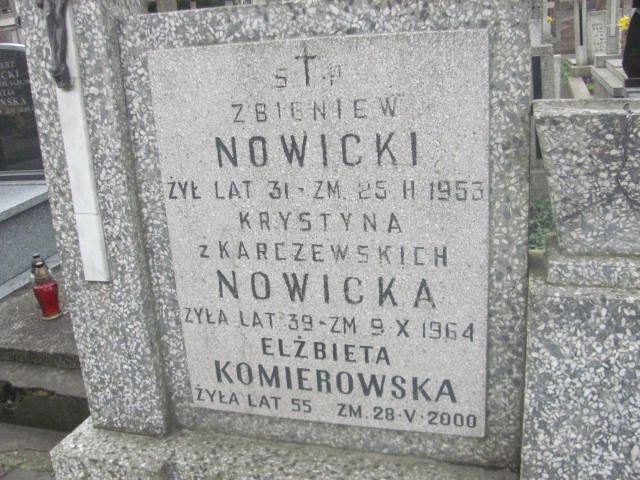 Ś † P
ZBIGNIEW
NOWICKI
ŻYŁ LAT 31 - ZM. 25 II 1953
KRYSTYNA
z KARCZEWSKICH
NOWICKA
ŻYŁA LAT 39 - ZM 9 X 1964
ELŻBIETA
KOMIEROWSKA
ŻYŁA LAT 55 ZM. 28-V-2000